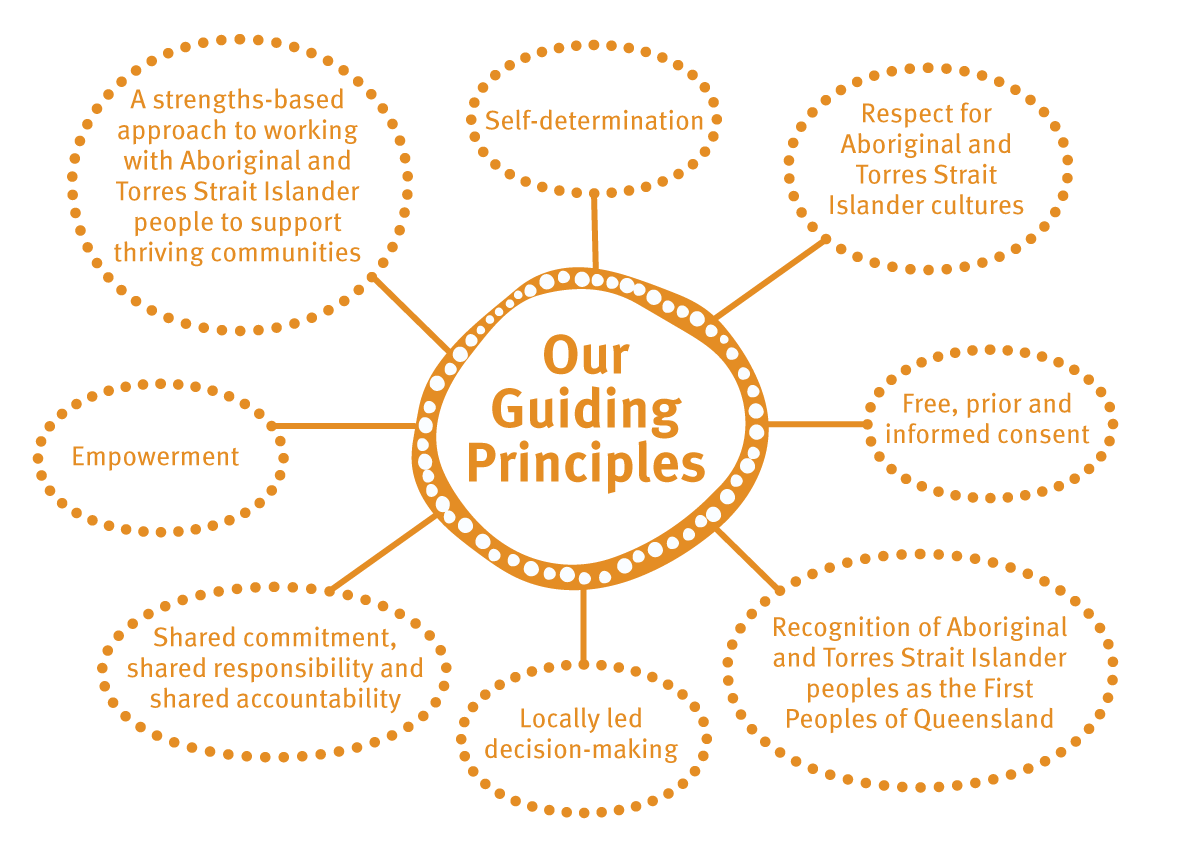 A strengths-based
approach to working
with Aboriginal and
Torres Strait Islander
people to support
thriving communities
Self-determination
Respect for
Aboriginal and
Torres Strait
Islander cultures
Our
Guiding
Principles
Free, prior and
informed consent
Empowerment
Shared commitment,
shared responsibility and
shared accountability
Locally led
decision-making
Recognition of Aboriginal
and Torres Strait Islander
peoples as the First
Peoples of Queensland